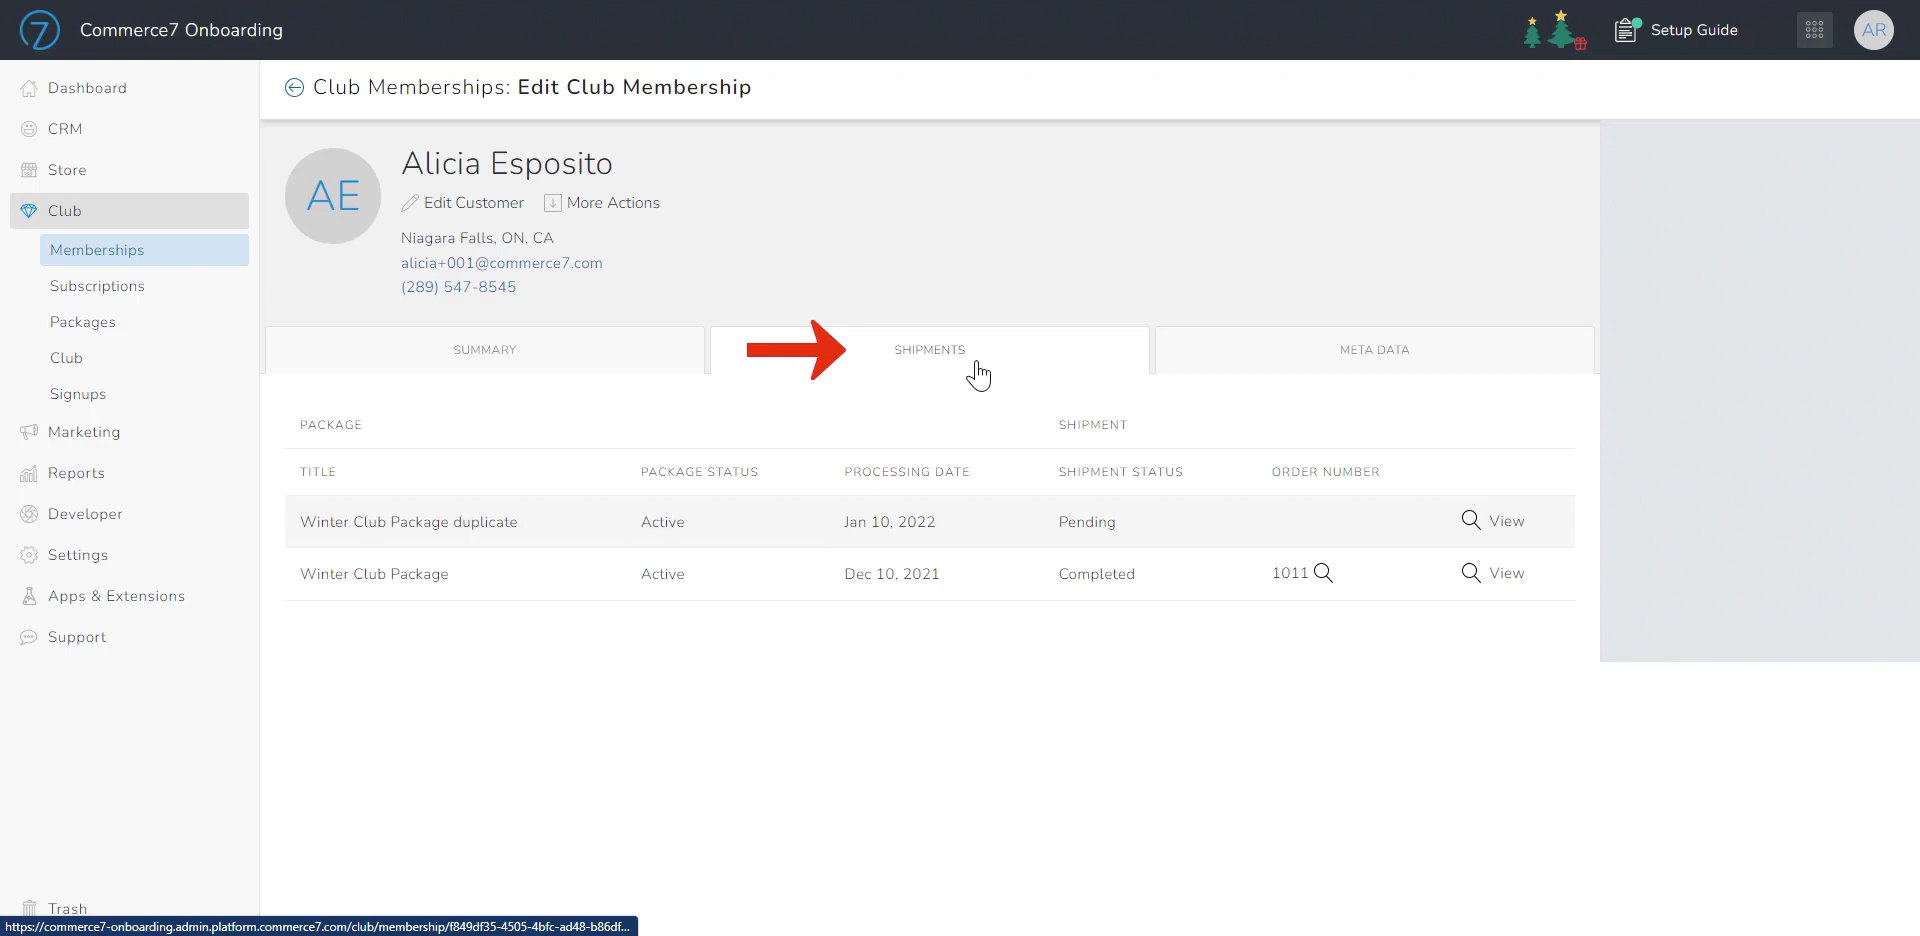 7 Commerce7 Onboarding
Setup Guide
AR
Dashboard
CRM
Store
Club
Memberships
Subscriptions
Packages
Club
Signups
Marketing
Reports
Developer
Settings
Apps & Extensions
Support
Trash
Club Memberships: Edit Club Membership
AE
Alicia Esposito
Edit Customer More Actions
Niagara Falls, ON, CA
alicia+001@commerce7.com
(289) 547-8545
SUMMARY SHIPMENTS META DATA
PACKAGE SHIPMENT
TITLE PACKAGE STATUS PROCESSING DATE SHIPMENT STATUS ORDER NUMBER
Winter Club Package duplicate Active Jan 10, 2022 Pending View
Winter Club Package Active Dec 10, 2021 Completed 1011 View
https://commerce7-onboarding.admin.platform.commerce7.com/club/membership/f849df35-4505-4bfc-ad48-b86df...